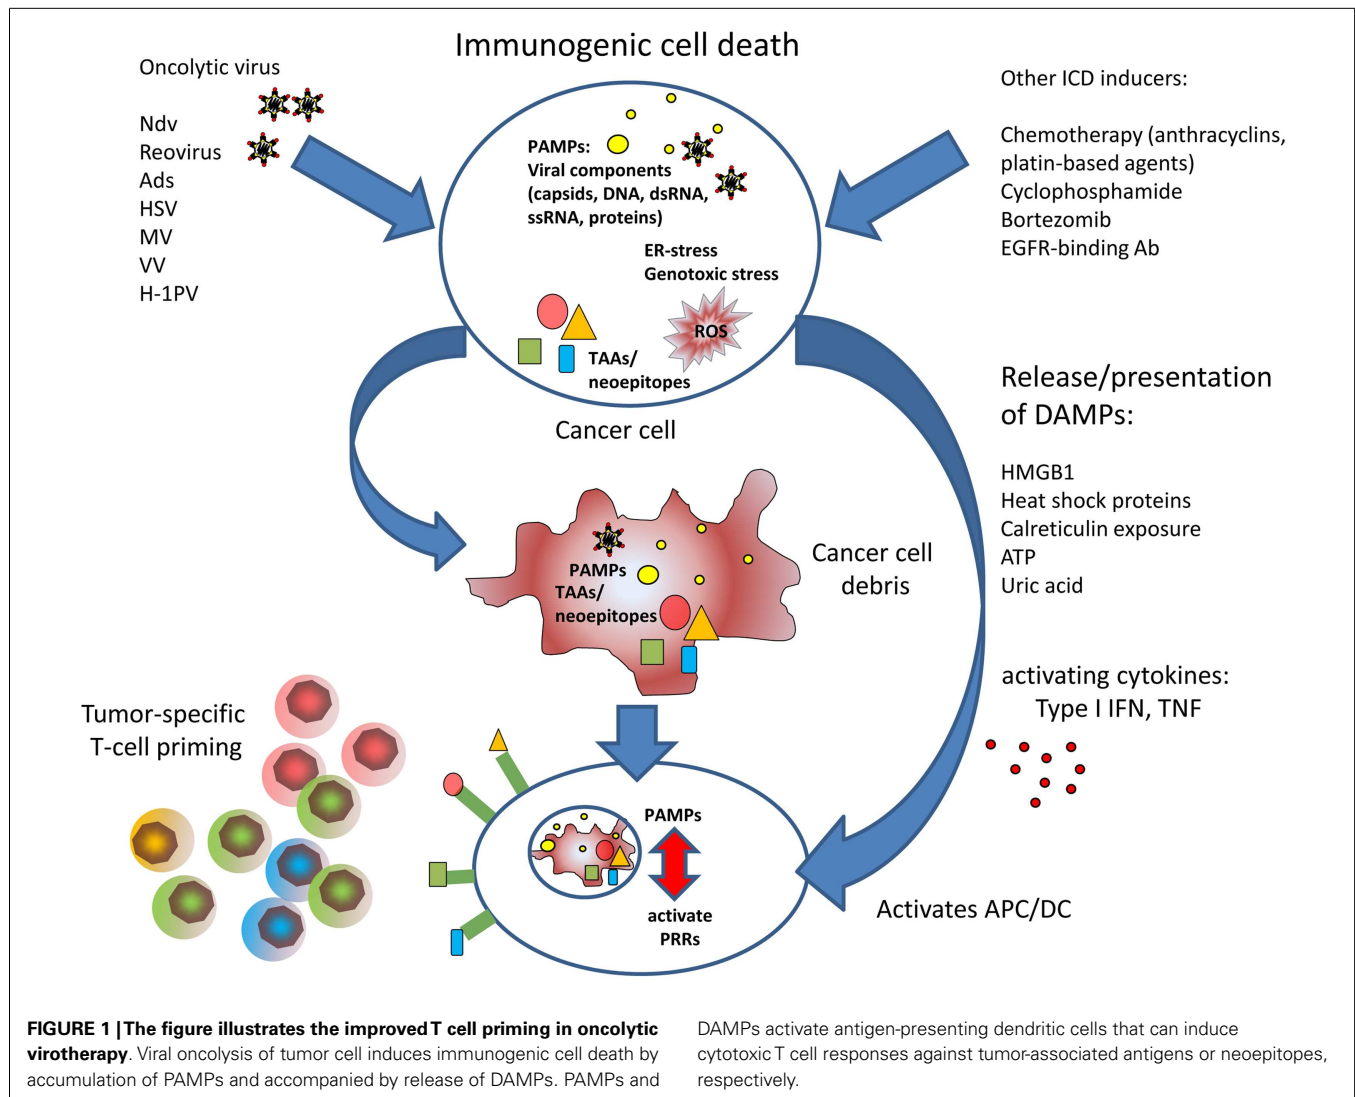 Immunogenic cell death
Oncolytic virus
Ndv
Reovirus
Ads
HSV
MV
VV
H-1PV
PAMPs:
Viral components
(capsids, DNA, dsRNA,
ssRNA, proteins)
ER-stress
Genotoxic stress
ROS
TAAs/
neoepitopes
Cancer cell
Other ICD inducers:
Chemotherapy (anthracyclins,
platin-based agents)
Cyclophosphamide
Bortezomib
EGFR-binding Ab
Release/presentation
of DAMPs:
HMGB1
Heat shock proteins
Calreticulin exposure
ATP
Uric acid
PAMPs
TAAs/
neoepitopes
Cancer cell
debris
activating cytokines:
Type I IFN, TNF
Tumor-specific
T-cell priming
PAMPs
activate
PRRs
Activates APC/DC
FIGURE 1 | The figure illustrates the improved T cell priming in oncolytic
virotherapy. Viral oncolysis of tumor cell induces immunogenic cell death by
accumulation of PAMPs and accompanied by release of DAMPs. PAMPs and
DAMPs activate antigen-presenting dendritic cells that can induce
cytotoxic T cell responses against tumor-associated antigens or neoepitopes,
respectively.